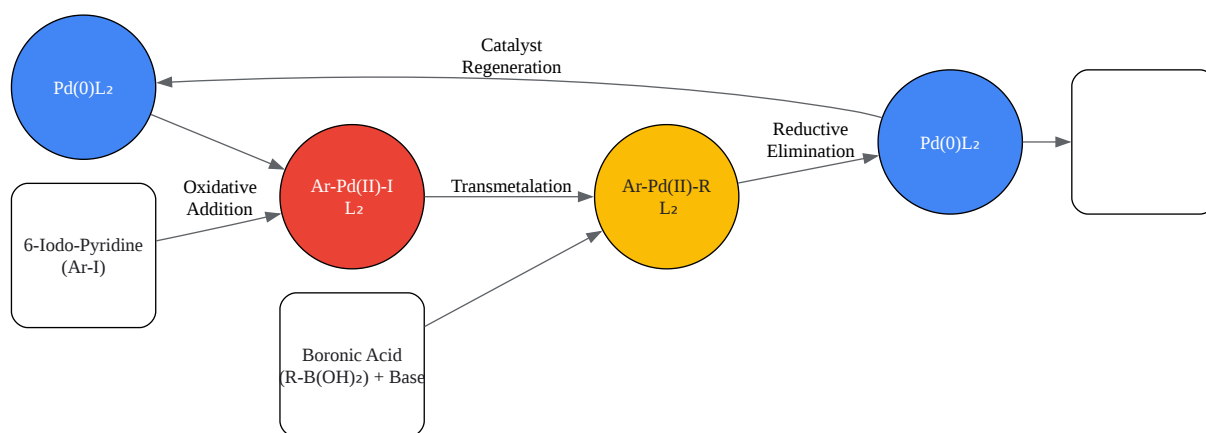 Catalyst
Regeneration
Pd(0)L₂
Reductive
Elimination
Pd(0)L₂
Oxidative
Addition
Ar-Pd(II)-I
L₂
Transmetalation
Ar-Pd(II)-R
L₂
6-Iodo-Pyridine
(Ar-I)
Boronic Acid
(R-B(OH)₂) + Base